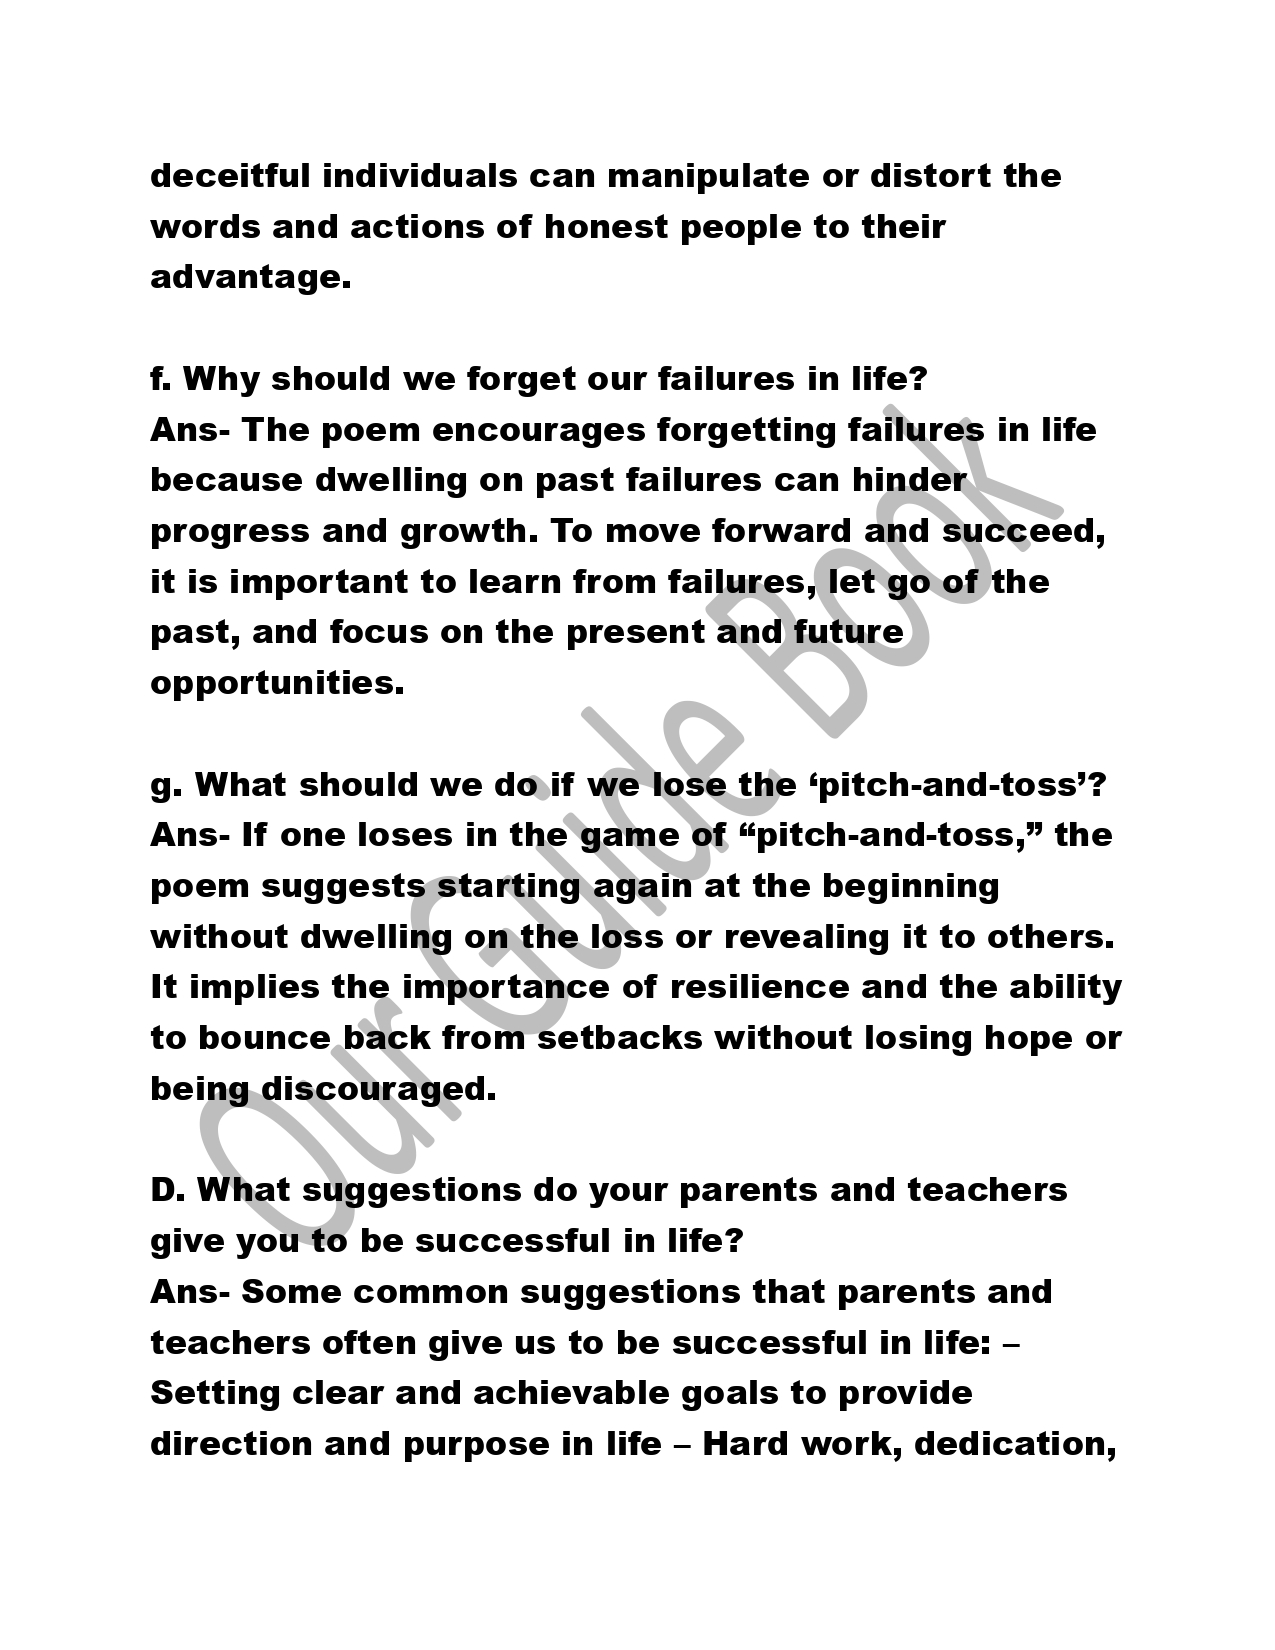 deceitful individuals can manipulate or distort the
words and actions of honest people to their
advantage.
f. Why should we forget our failures in life?
Ans- The poem encourages forgetting failures in life
because dwelling on past failures can hinder
progress and growth. To move forward and succeed,
it is important to learn from failures, let go of the
past, and focus on the present and future
opportunities.
g. What should we do if we lose the ‘pitch-and-toss’?
Ans- If one loses in the game of “pitch-and-toss,” the
poem suggests starting again at the beginning
without dwelling on the loss or revealing it to others.
It implies the importance of resilience and the ability
to bounce back from setbacks without losing hope or
being discouraged.
D. What suggestions do your parents and teachers
give you to be successful in life?
Ans- Some common suggestions that parents and
teachers often give us to be successful in life: –
Setting clear and achievable goals to provide
direction and purpose in life – Hard work, dedication,
Our Guide Book